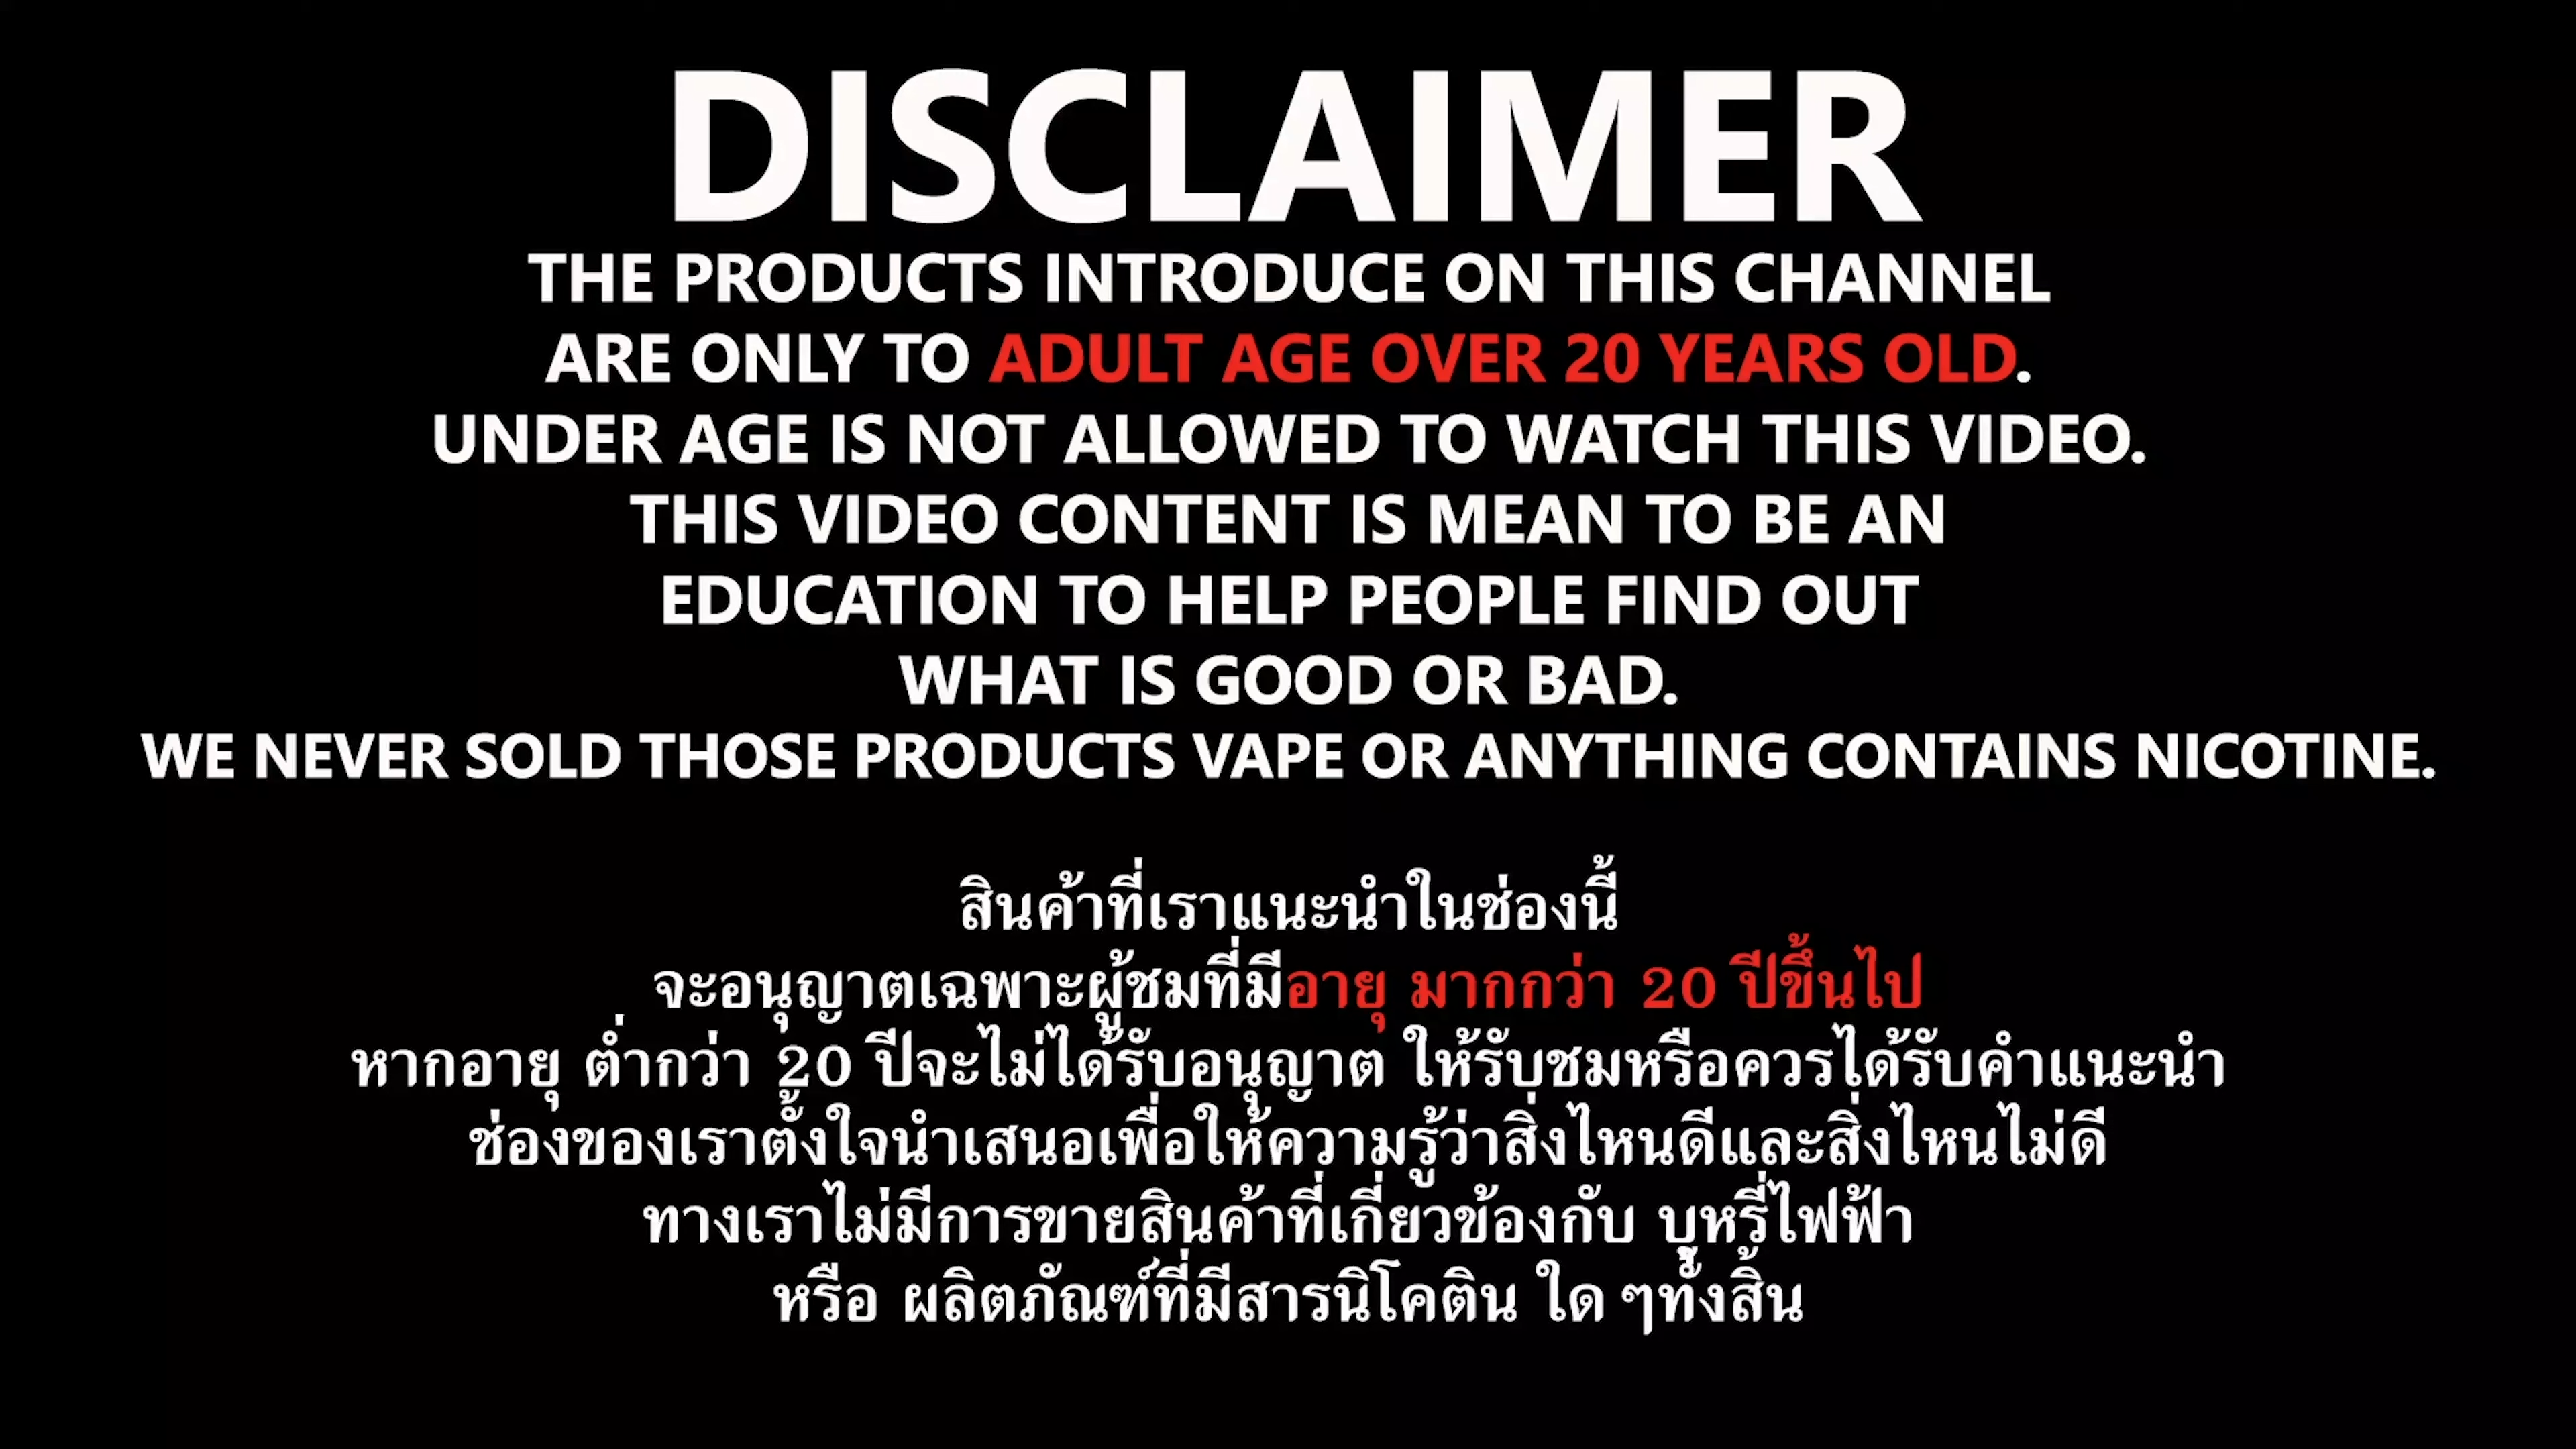 DISCLAIMER
THE PRODUCTS INTRODUCE ON THIS CHANNEL
ARE ONLY TO ADULT AGE OVER 20 YEARS OLD.
UNDER AGE IS NOT ALLOWED TO WATCH THIS VIDEO.
THIS VIDEO CONTENT IS MEAN TO BE AN
EDUCATION TO HELP PEOPLE FIND OUT
WHAT IS GOOD OR BAD.
WE NEVER SOLD THOSE PRODUCTS VAPE OR ANYTHING CONTAINS NICOTINE.
สินค้าที่เราแนะนำในช่องนี้
จะอนุญาตเฉพาะผู้ชมที่มีอายุ มากกว่า 20 ปีขึ้นไป
หากอายุ ต่ำกว่า 20 ปีจะไม่ได้รับอนุญาต ให้รับชมหรือควรได้รับคำแนะนำ
ช่องของเราตั้งใจนำเสนอเพื่อให้ความรู้ว่าสิ่งไหนดีและสิ่งไหนไม่ดี
ทางเราไม่มีการขายสินค้าที่เกี่ยวข้องกับ บุหรี่ไฟฟ้า
หรือ ผลิตภัณฑ์ที่มีสารนิโคติน ใด ๆทั้งสิ้น